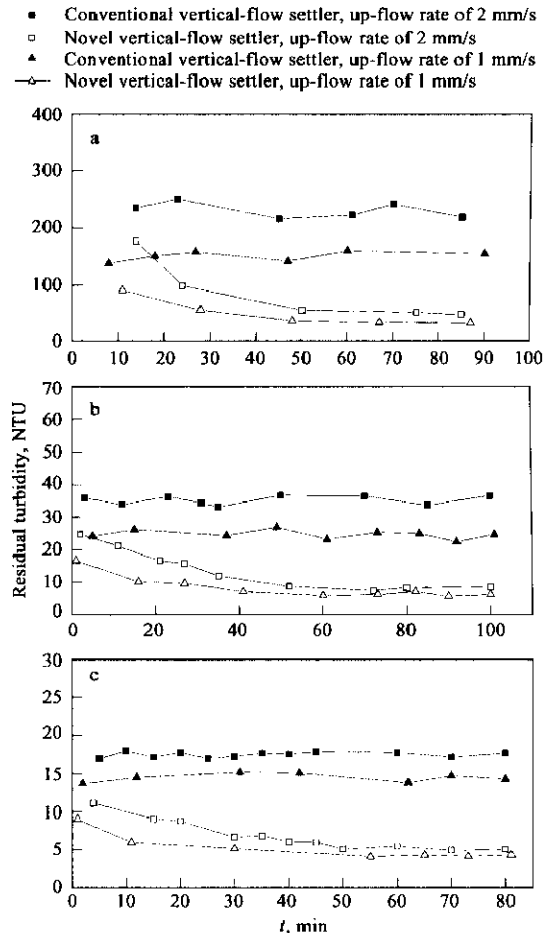 Conventional vertical-flow settler, up-flow rate of 2 mm/s
Novel vertical-flow settler, up-flow rate of 2 mm/s
Conventional vertical-flow settler, up-flow rate of 1 mm/s
Novel vertical-flow settler, up-flow rate of 1 mm/s
400
a
300
200
100
0
0 10 20 30 40 50 60 70 80 90 100
Residual turbidity, NTU
70
b
60
50
40
30
20
10
0
0 20 40 60 80 100
30
c
25
20
15
10
5
0
0 10 20 30 40 50 60 70 80
t, min